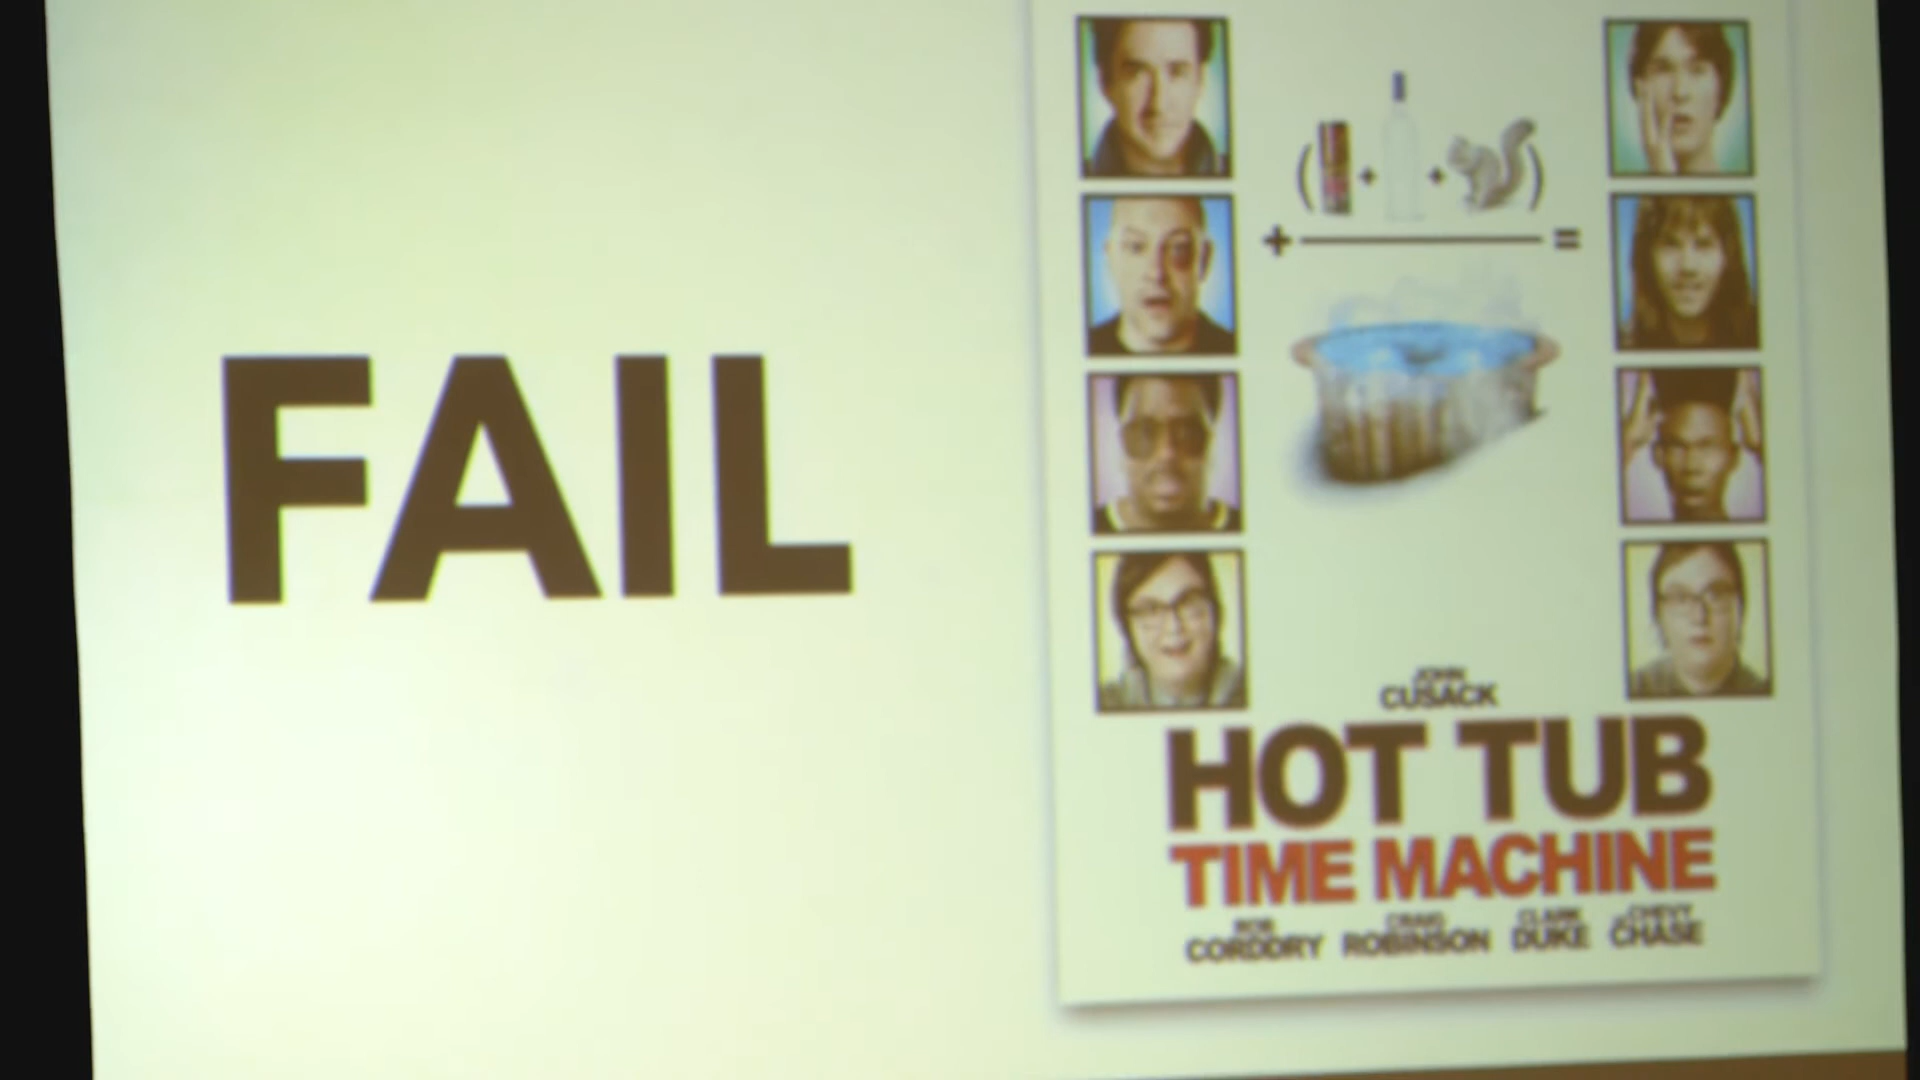 FAIL
( + + )
+ =
JOHN
CUSACK
HOT TUB
TIME MACHINE
ROB CRAIG CLARK CHEVY
CORDDRY ROBINSON DUKE CHASE